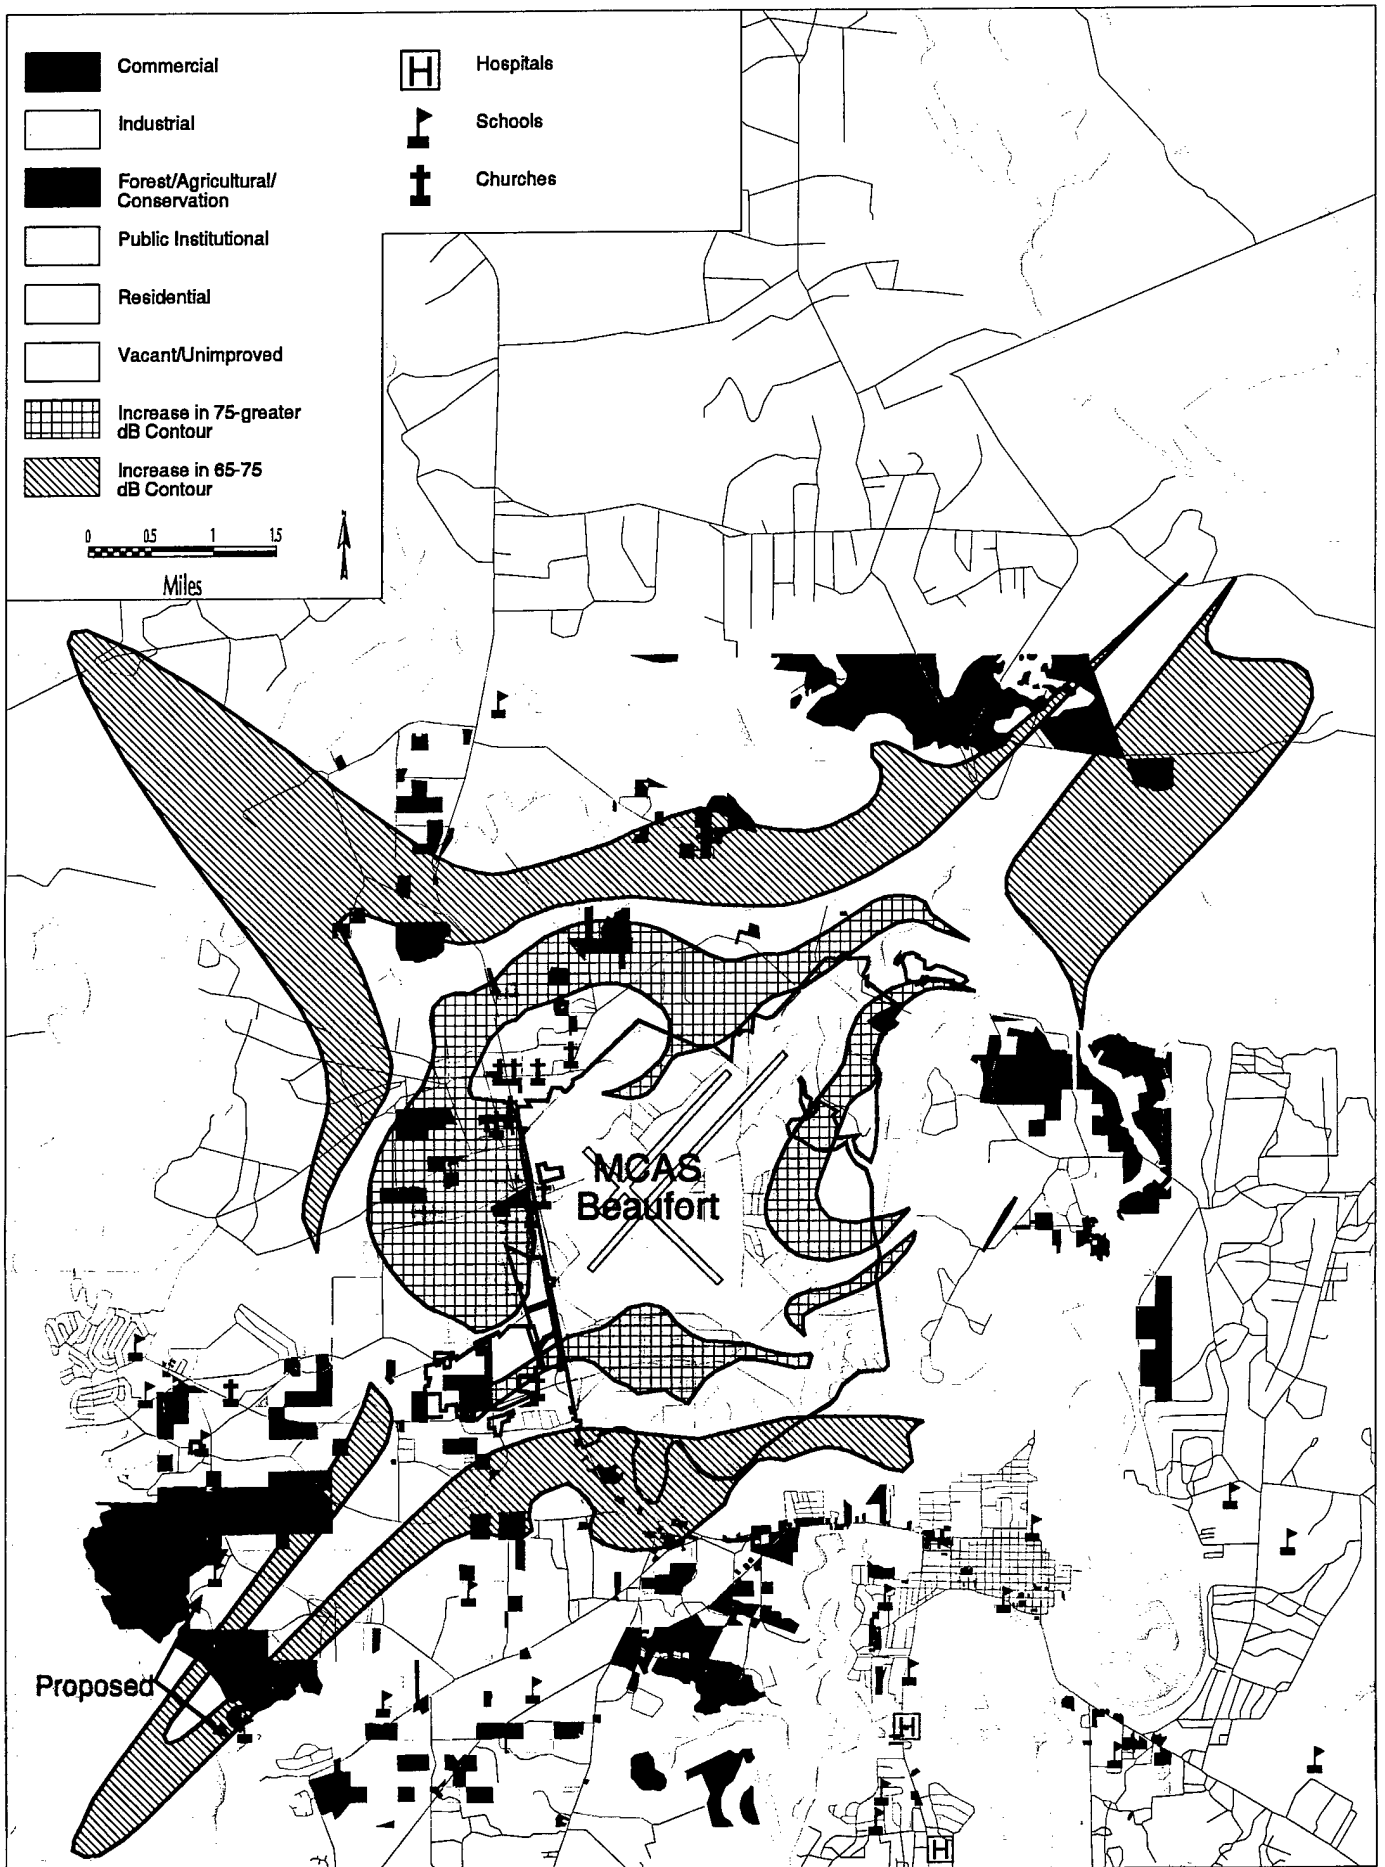 Commercial
Industrial
Forest/Agricultural/
Conservation
Public Institutional
Residential
Vacant/Unimproved
Increase in 75-greater
dB Contour
Increase in 65-75
dB Contour
H Hospitals
Schools
Churches
0 0.5 1 1.5
Miles
MCAS
Beaufort
Proposed
H
H